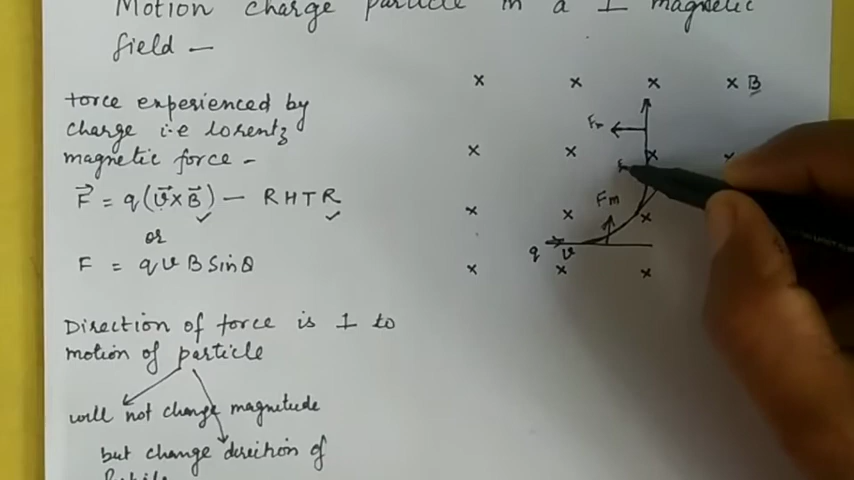 Motion charge particle in a ⊥ magnetic
field —
force experienced by
charge i.e Lorentz
magnetic force -
F⃗ = q(v⃗ x B⃗) — RHTR
or
F = qvB Sinθ
Direction of force is ⊥ to
motion of particle
will not change magnitude
but change direction of
x x x x B
Fm
x x x x
Fm
x x x
q v
x x x